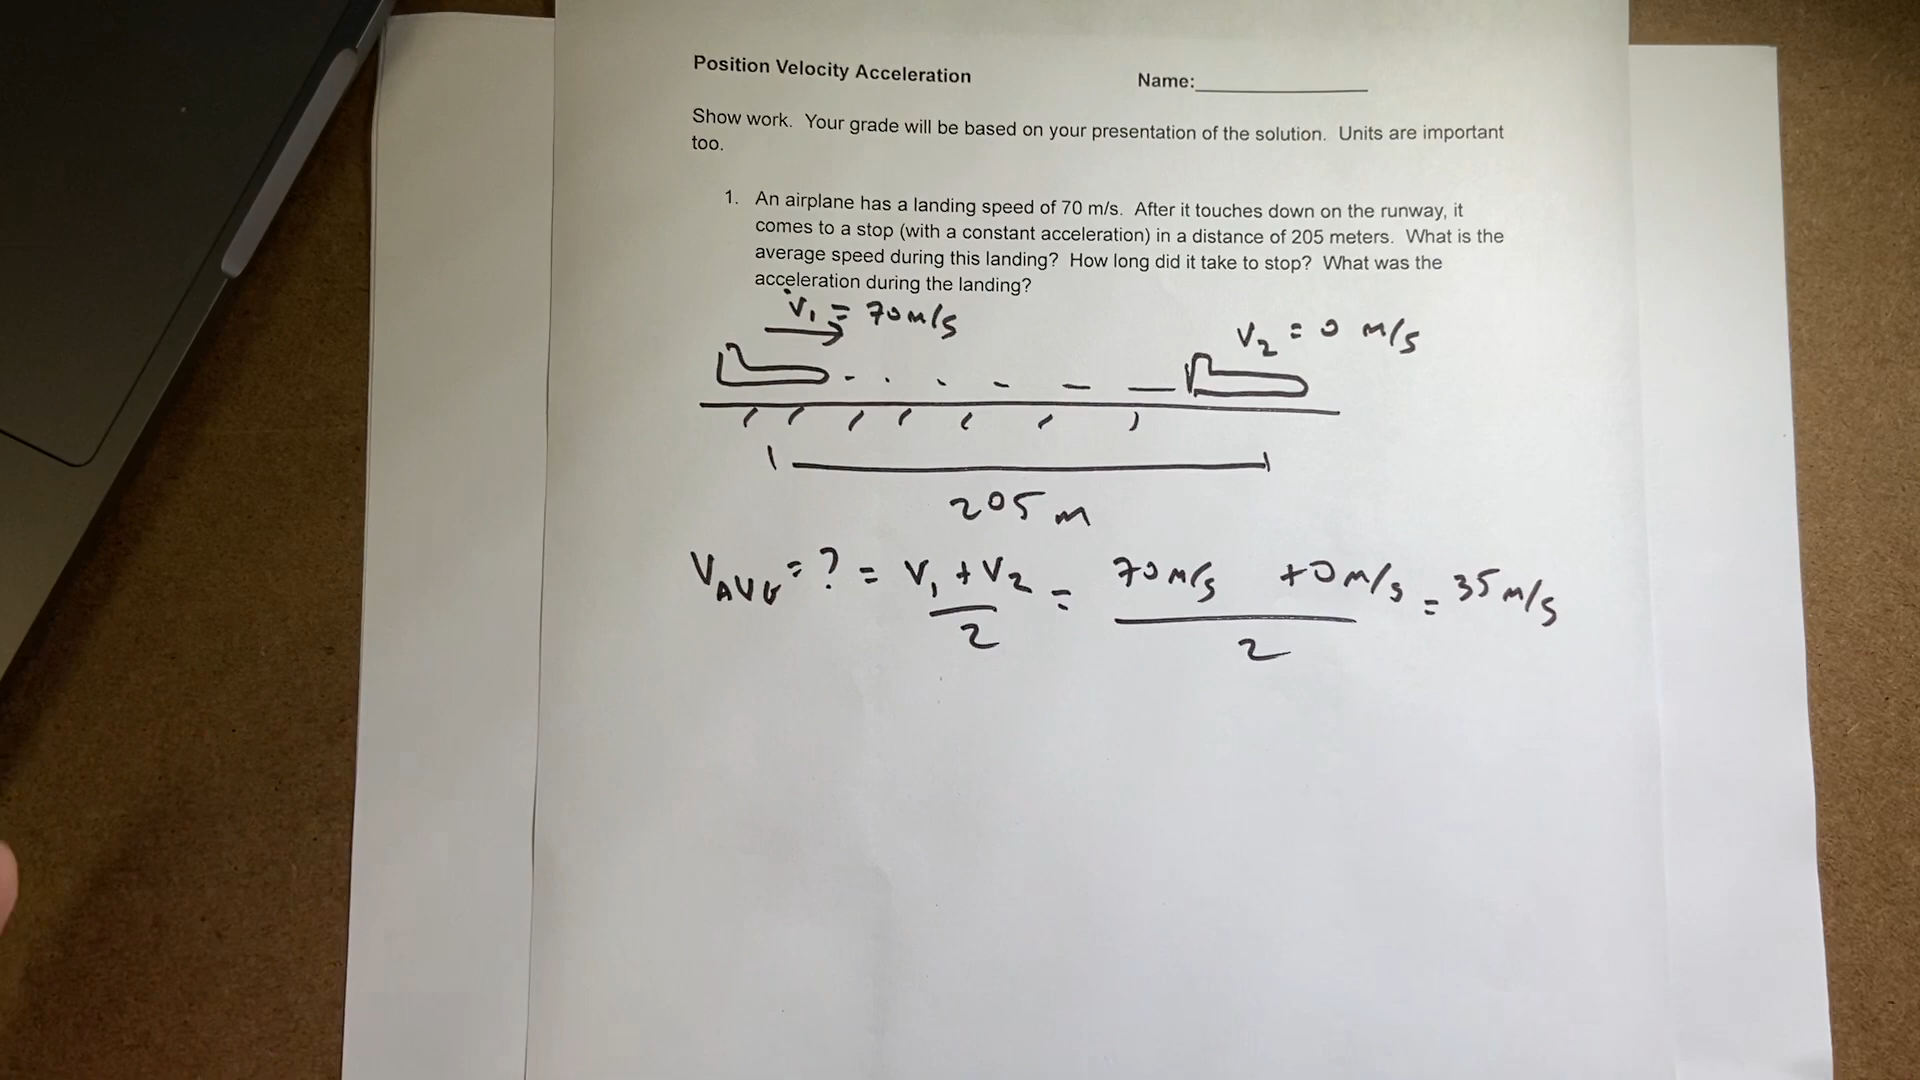 Position Velocity Acceleration Name:
Show work. Your grade will be based on your presentation of the solution. Units are important
too.
1. An airplane has a landing speed of 70 m/s. After it touches down on the runway, it
comes to a stop (with a constant acceleration) in a distance of 205 meters. What is the
average speed during this landing? How long did it take to stop? What was the
acceleration during the landing?
V₁ = 70 m/s
V₂ = 0 m/s
205 m
V_AVG = ? = (V₁ + V₂)/2 = (70 m/s + 0 m/s)/2 = 35 m/s